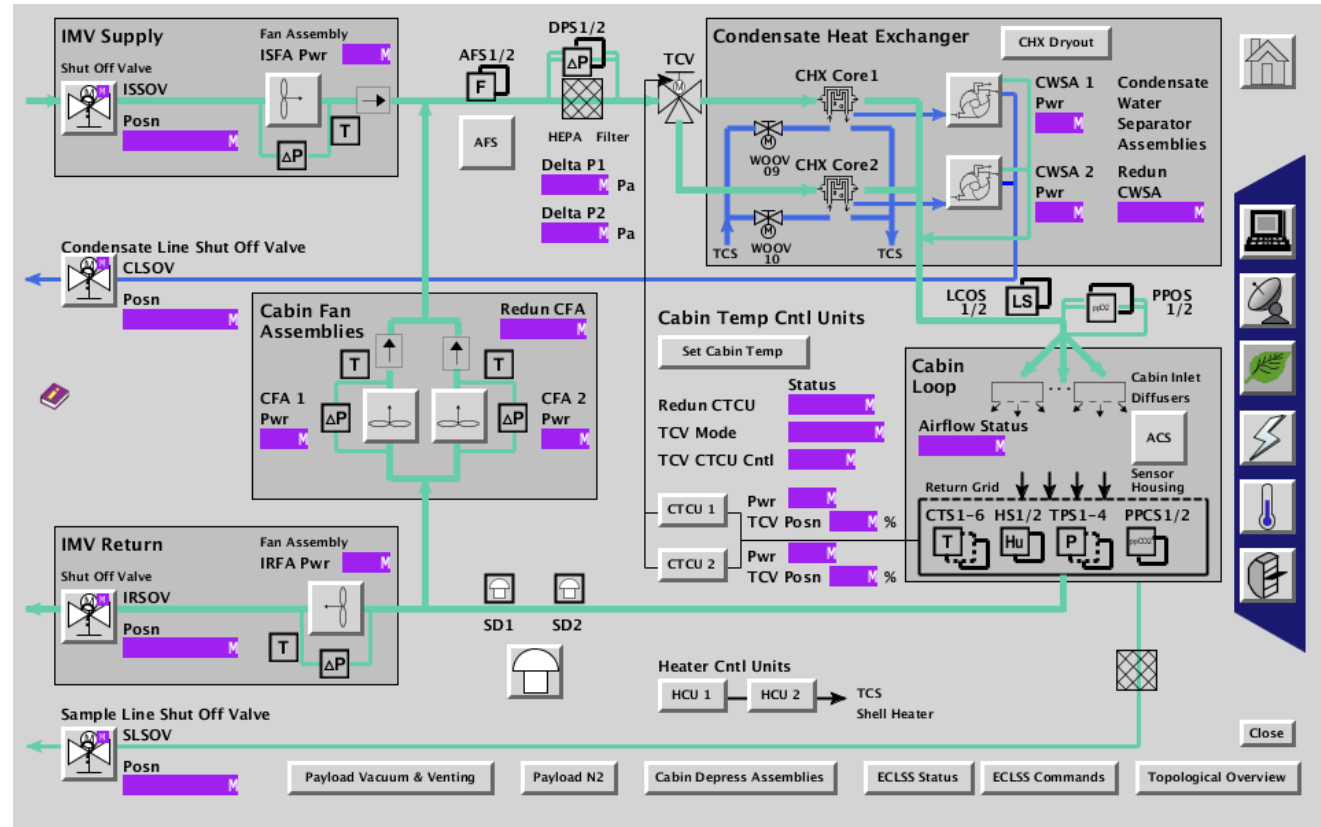 IMV Supply
Fan Assembly
ISFA Pwr M
Shut Off Valve
M M
ISSOV
Posn
M
T
ΔP
AFS1/2
F
AFS
DPS1/2
ΔP
HEPA Filter
Delta P1
M Pa
Delta P2
M Pa
TCV
M
Condensate Heat Exchanger
CHX Dryout
CHX Core1
M
WOOV
09
CHX Core2
M
WOOV
10
TCS
TCS
CWSA 1
Pwr
M
Condensate
Water
Separator
Assemblies
CWSA 2
Pwr
M
Redun
CWSA
M
Condensate Line Shut Off Valve
M M
CLSOV
Posn
M
Cabin Fan
Assemblies
Redun CFA
M
T
T
CFA 1
Pwr
M
ΔP
ΔP
CFA 2
Pwr
M
LCOS
1/2
LS
ppO2
PPOS
1/2
Cabin Temp Cntl Units
Set Cabin Temp
Status
Redun CTCU M
TCV Mode M
TCV CTCU Cntl M
CTCU 1
Pwr M
TCV Posn M %
CTCU 2
Pwr M
TCV Posn M %
Cabin
Loop
...
Cabin Inlet
Diffusers
Airflow Status
M
ACS
Sensor
Housing
Return Grid
CTS1-6 HS1/2 TPS1-4 PPCS1/2
T Hu P ppCO2
IMV Return
Fan Assembly
IRFA Pwr M
Shut Off Valve
M M
IRSOV
Posn
M
T
ΔP
SD1
SD2
Heater Cntl Units
HCU 1
HCU 2
TCS
Shell Heater
Sample Line Shut Off Valve
M M
SLSOV
Posn
M
Close
Payload Vacuum & Venting
Payload N2
Cabin Depress Assemblies
ECLSS Status
ECLSS Commands
Topological Overview